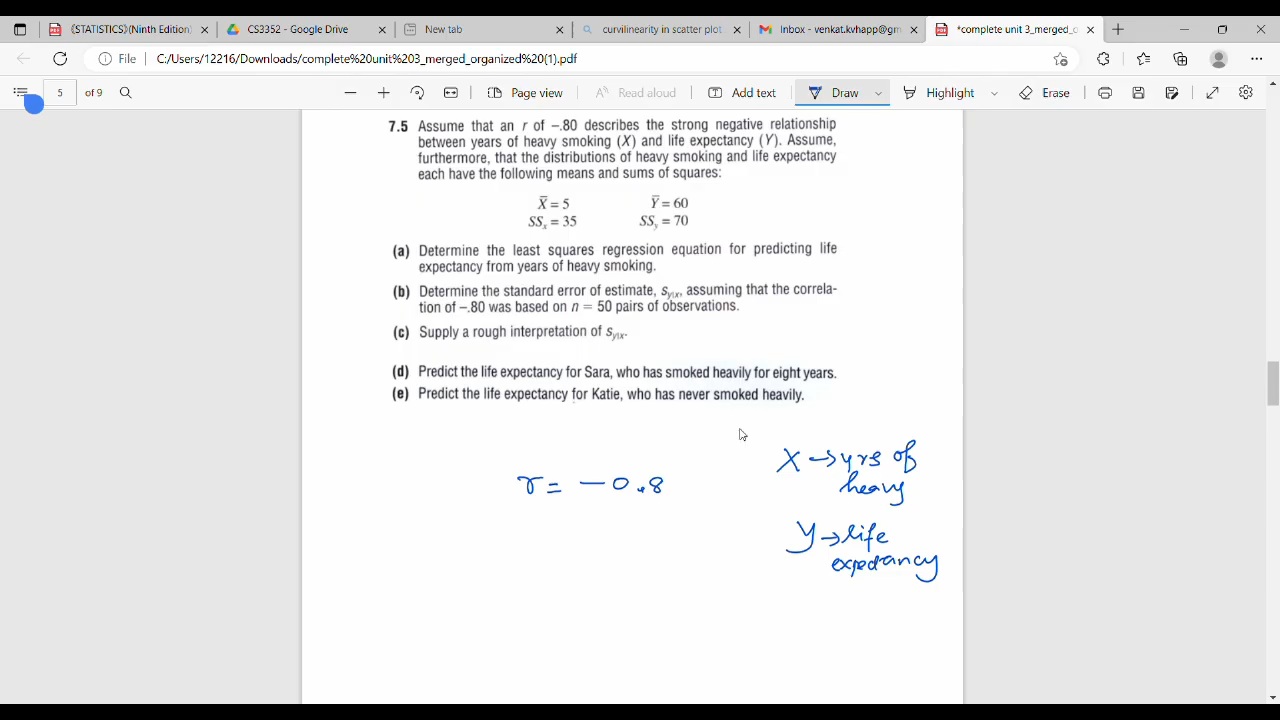 《STATISTICS》(Ninth Edition)
CS3352 - Google Drive
New tab
curvilinearity in scatter plot
Inbox - venkat.kvhapp@gm
*complete unit 3_merged_o
File
C:/Users/12216/Downloads/complete%20unit%203_merged_organized%20(1).pdf
5
of 9
Page view
Read aloud
Add text
Draw
Highlight
Erase
7.5 Assume that an r of –.80 describes the strong negative relationship
between years of heavy smoking (X) and life expectancy (Y). Assume,
furthermore, that the distributions of heavy smoking and life expectancy
each have the following means and sums of squares:
X̅ = 5 Y̅ = 60
SSx = 35 SSy = 70
(a) Determine the least squares regression equation for predicting life
expectancy from years of heavy smoking.
(b) Determine the standard error of estimate, sy|x, assuming that the correla-
tion of –.80 was based on n = 50 pairs of observations.
(c) Supply a rough interpretation of sy|x.
(d) Predict the life expectancy for Sara, who has smoked heavily for eight years.
(e) Predict the life expectancy for Katie, who has never smoked heavily.
r = –0.8
X → yrs of
heavy
Y → life
expectancy